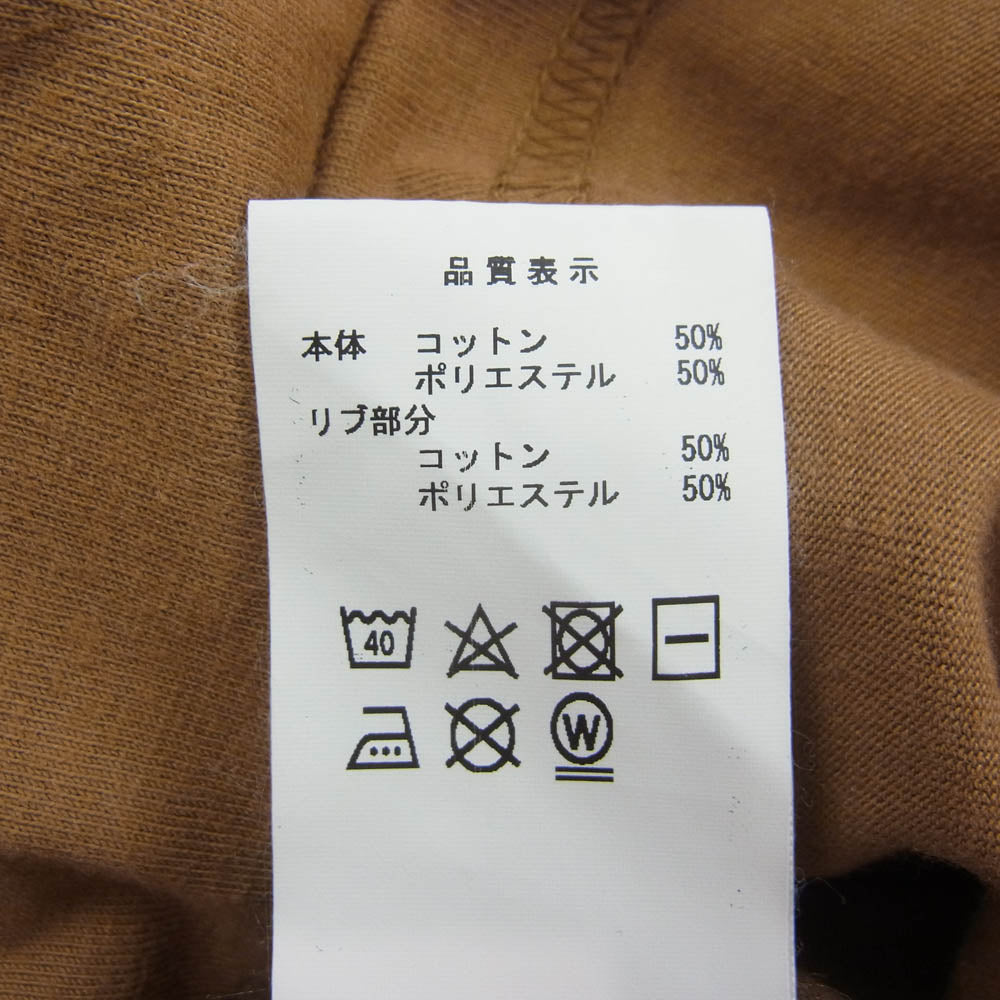 品質表示
本体 コットン 50%
ポリエステル 50%
リブ部分
コットン 50%
ポリエステル 50%
40
W